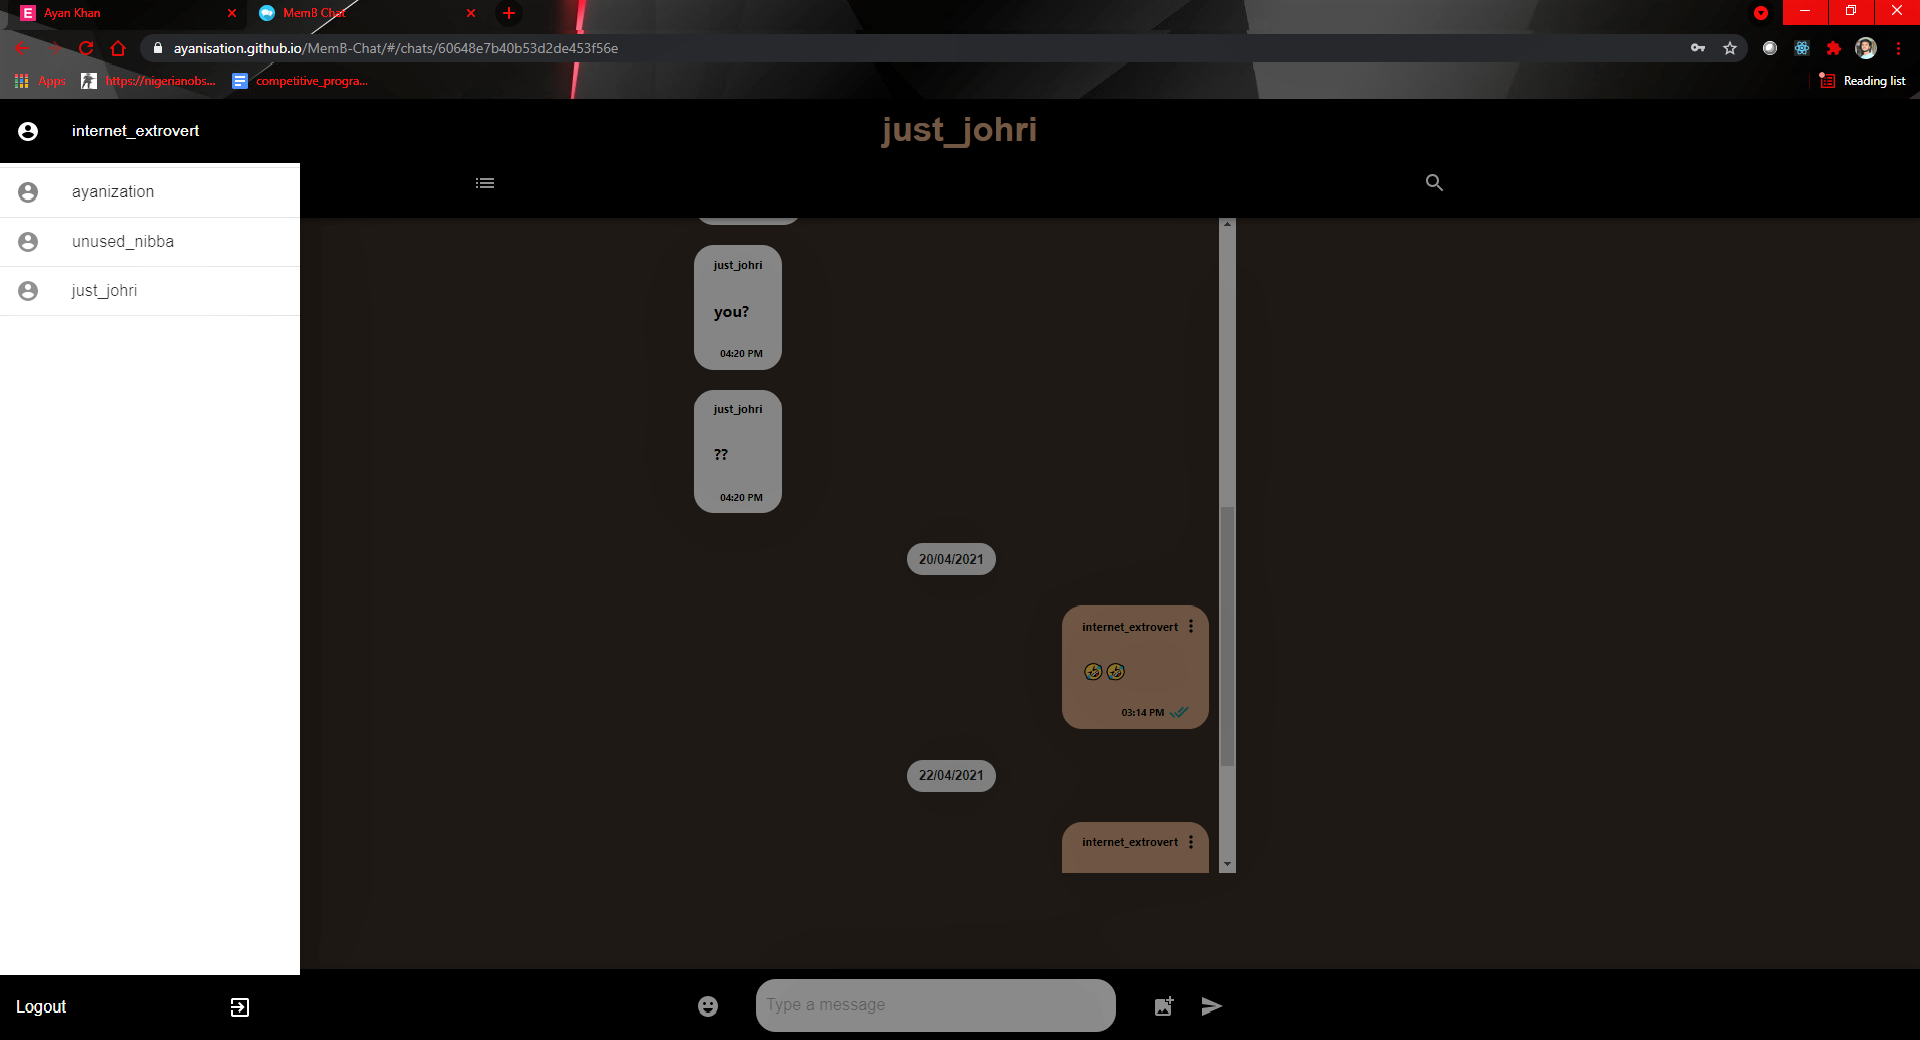 Ayan Khan
MemB Chat
ayanisation.github.io/MemB-Chat/#/chats/60648e7b40b53d2de453f56e
Apps
https://nigerianobs...
competitive_progra...
Reading list
internet_extrovert
just_johri
ayanization
unused_nibba
just_johri
just_johri
you?
04:20 PM
just_johri
??
04:20 PM
20/04/2021
internet_extrovert
🤣🤣
03:14 PM
22/04/2021
internet_extrovert
Logout
Type a message